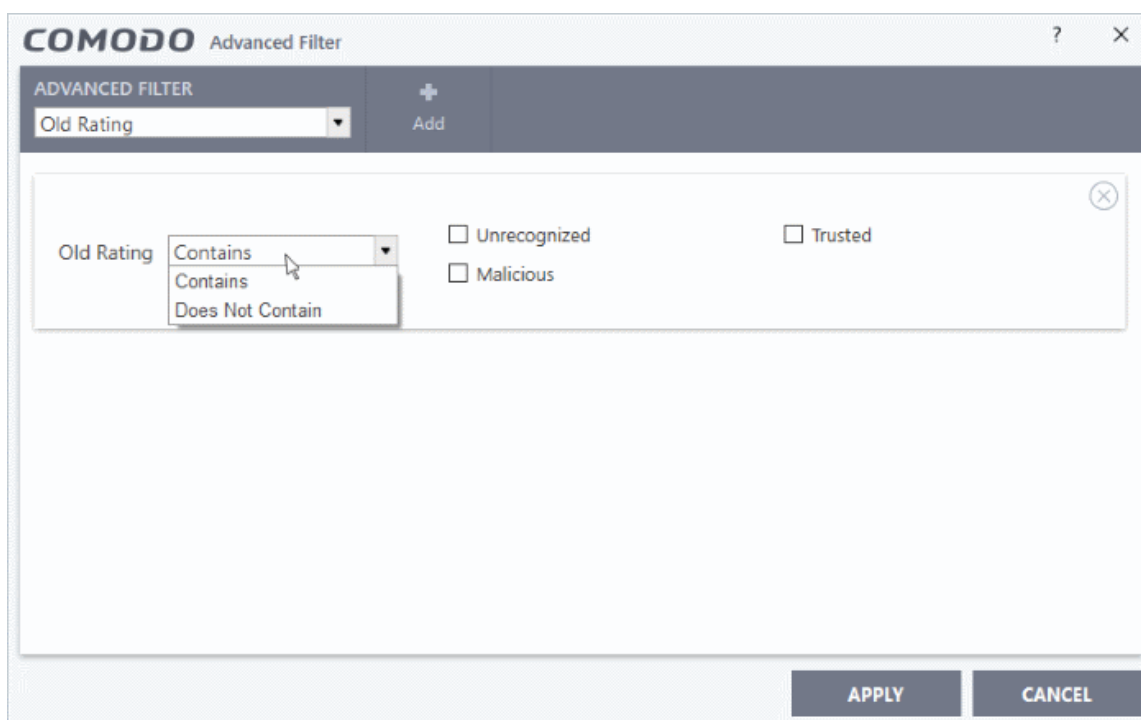 COMODO Advanced Filter ?
ADVANCED FILTER
Old Rating
Add
Old Rating Contains
Contains
Does Not Contain
Unrecognized Trusted
Malicious
APPLY CANCEL